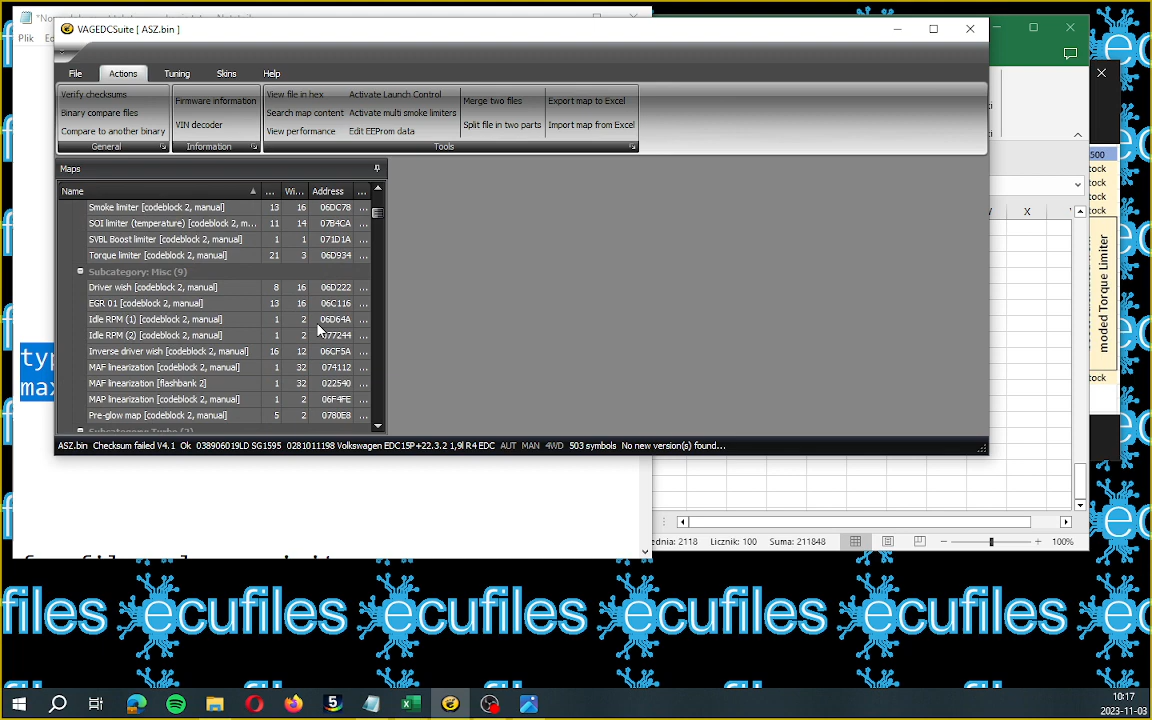 VAGEDCSuite [ ASZ.bin ]
Plik
File Actions Tuning Skins Help
Verify checksums
Binary compare files
Compare to another binary
General
Firmware information
VIN decoder
Information
View file in hex Activate Launch Control
Search map content Activate multi smoke limiters
View performance Edit EEProm data
Merge two files
Split file in two parts
Export map to Excel
Import map from Excel
Tools
Maps
Name ... Wi... Address ...
Smoke limiter [codeblock 2, manual] 13 16 06DC78 ...
SOI limiter (temperature) [codeblock 2, m... 11 14 07B4CA ...
SVBL Boost limiter [codeblock 2, manual] 1 1 071D1A ...
Torque limiter [codeblock 2, manual] 21 3 06D934 ...
Subcategory: Misc (9)
Driver wish [codeblock 2, manual] 8 16 06D222 ...
EGR 01 [codeblock 2, manual] 13 16 06C116 ...
Idle RPM (1) [codeblock 2, manual] 1 2 06D64A ...
Idle RPM (2) [codeblock 2, manual] 1 2 077244 ...
Inverse driver wish [codeblock 2, manual] 16 12 06CF5A ...
MAF linearization [codeblock 2, manual] 1 32 074112 ...
MAF linearization [flashbank 2] 1 32 022540 ...
MAP linearization [codeblock 2, manual] 1 2 06F4FE ...
Pre-glow map [codeblock 2, manual] 5 2 0780E8 ...
ASZ.bin Checksum failed V4.1 Ok 038906019LD SG1595 0281011198 Volkswagen EDC15P+22.3.2 1,9l R4 EDC AUT MAN 4WD 503 symbols No new version(s) found...
X
500
tock
tock
tock
tock
moded Torque Limiter
tock
ednia: 2118 Licznik: 100 Suma: 211848 100%
files ecufiles ecufiles ecufiles
10:17
2023-11-03